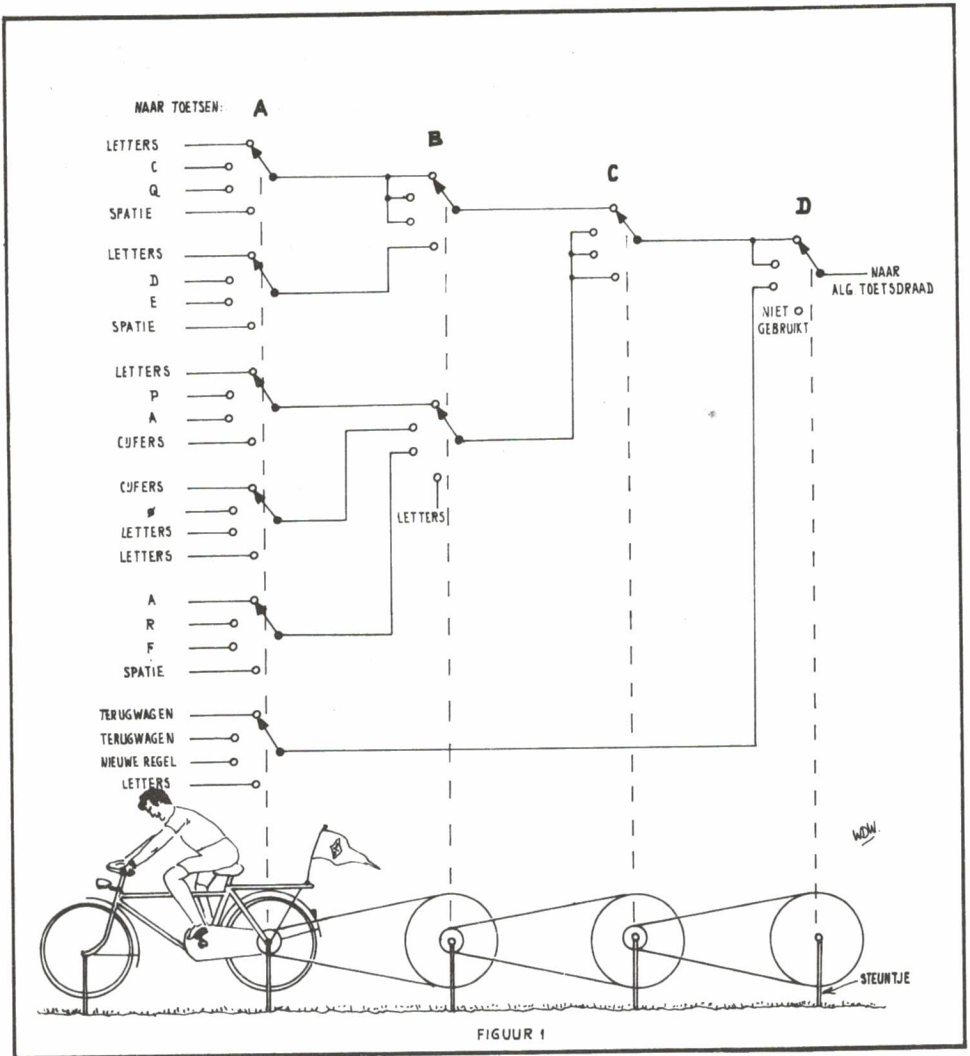 NAAR TOETSEN:
A
B
C
D
LETTERS
C
Q
SPATIE
LETTERS
D
E
SPATIE
LETTERS
P
A
CIJFERS
CIJFERS
Ø
LETTERS
LETTERS
A
R
F
SPATIE
TERUGWAGEN
TERUGWAGEN
NIEUWE REGEL
LETTERS
LETTERS
NAAR
ALG. TOETSDRAAD
NIET
GEBRUIKT
WDW.
STEUNTJE
FIGUUR 1